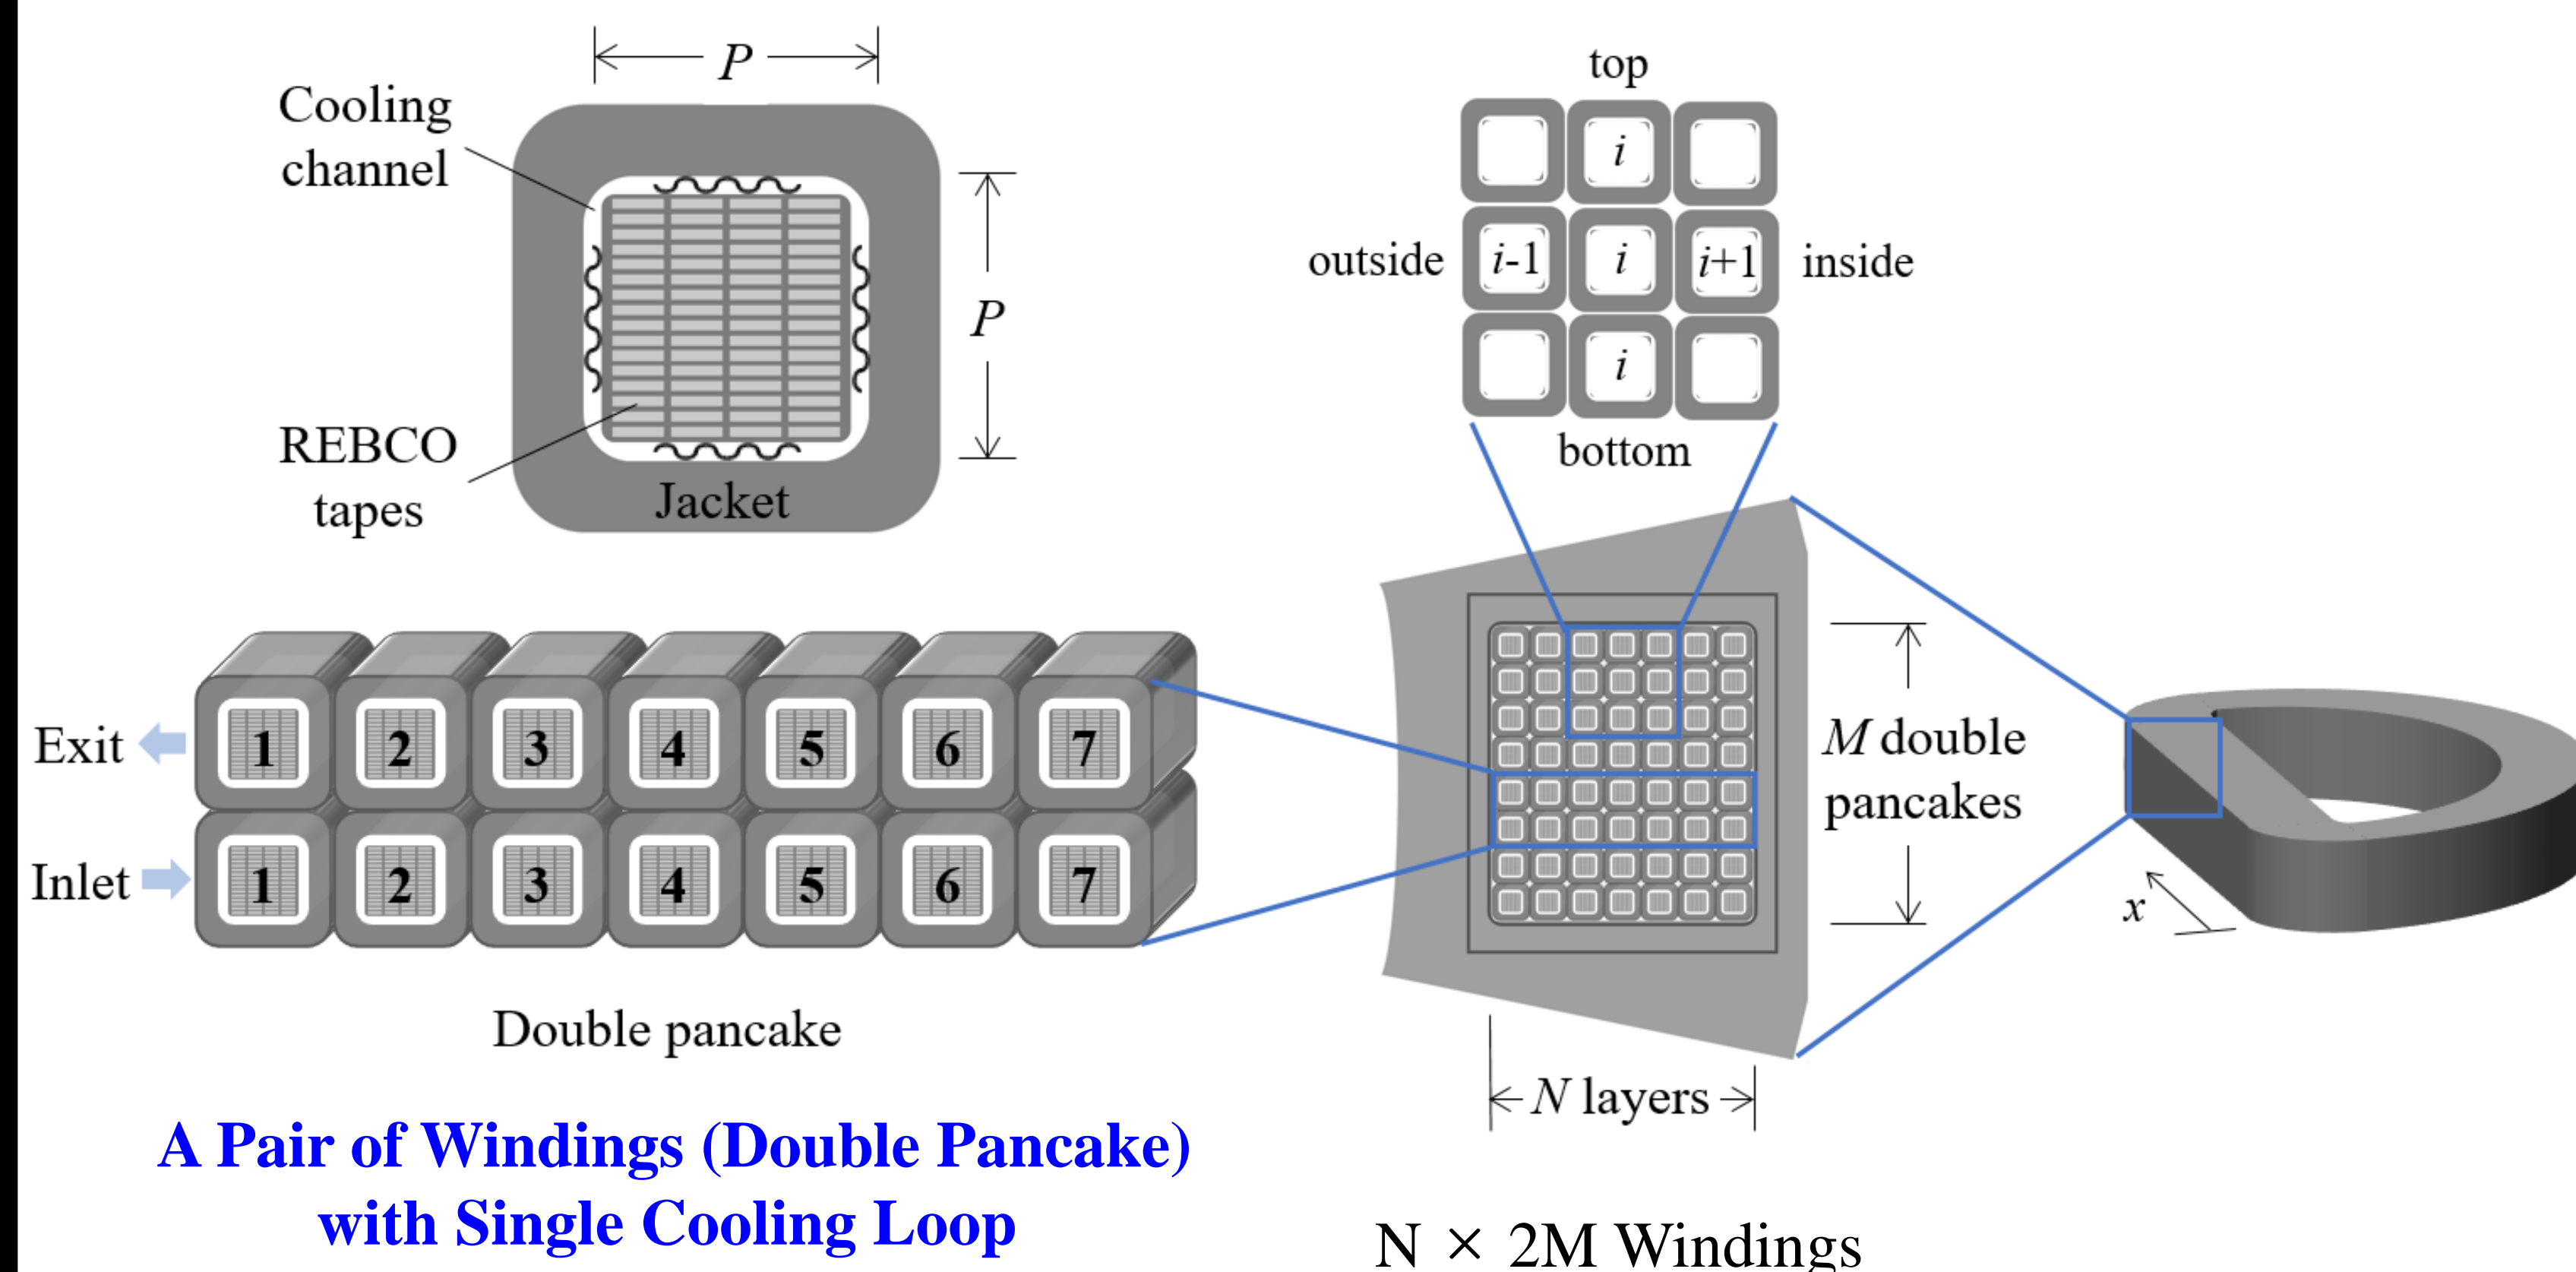 P
Cooling
channel
P
REBCO
tapes
Jacket
top
i
outside
i-1
i
i+1
inside
i
bottom
Exit
1
2
3
4
5
6
7
Inlet
1
2
3
4
5
6
7
Double pancake
M double
pancakes
x
N layers
A Pair of Windings (Double Pancake)
with Single Cooling Loop
N × 2M Windings